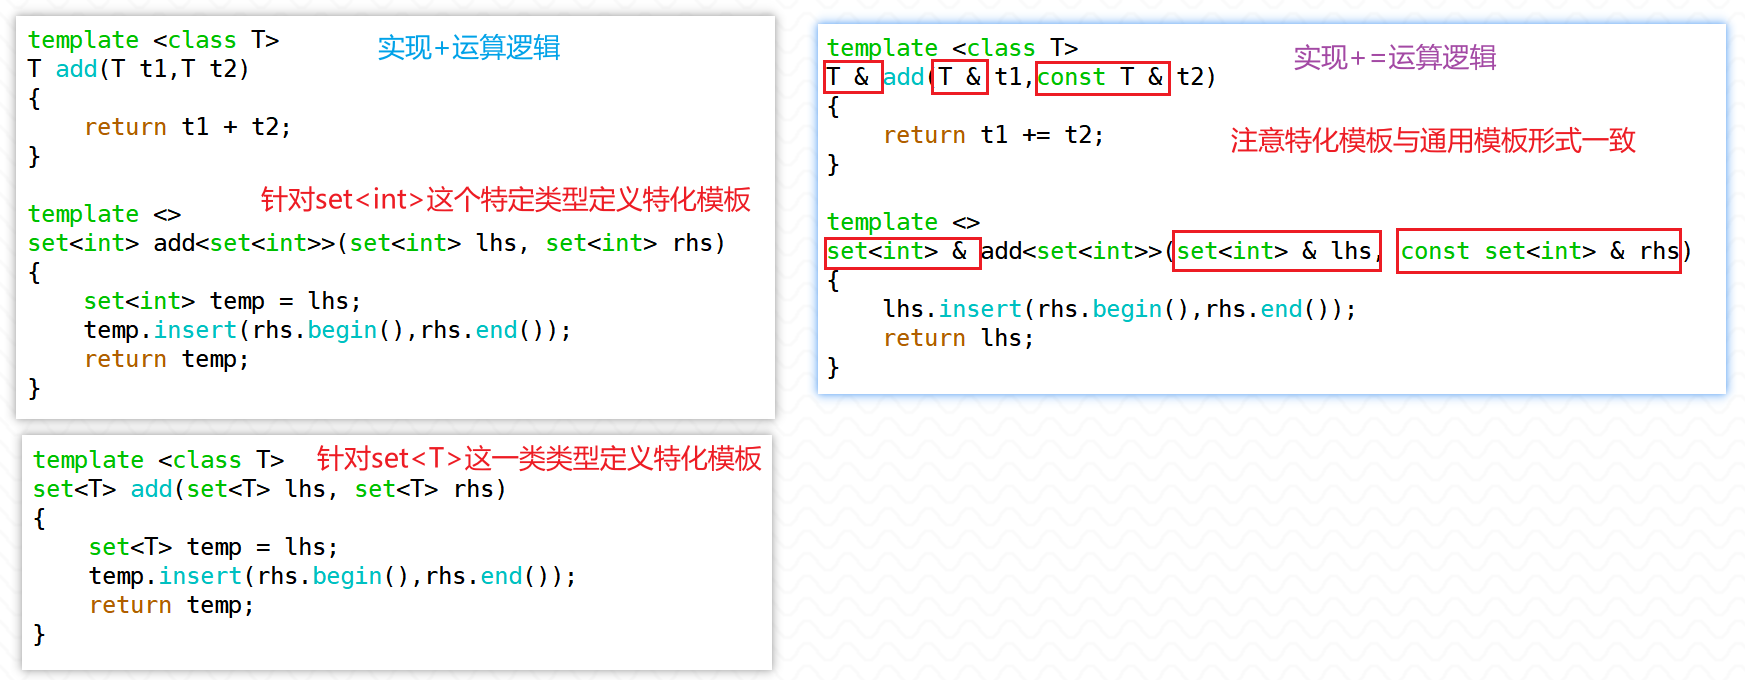 template <class T>
实现+运算逻辑
T add(T t1,T t2)
{
    return t1 + t2;
}
针对set<int>这个特定类型定义特化模板
template <>
set<int> add<set<int>>(set<int> lhs, set<int> rhs)
{
    set<int> temp = lhs;
    temp.insert(rhs.begin(),rhs.end());
    return temp;
}
template <class T>
针对set<T>这一类类型定义特化模板
set<T> add(set<T> lhs, set<T> rhs)
{
    set<T> temp = lhs;
    temp.insert(rhs.begin(),rhs.end());
    return temp;
}
template <class T>
实现+=运算逻辑
T & add(T & t1,const T & t2)
{
    return t1 += t2;
注意特化模板与通用模板形式一致
}
template <>
set<int> & add<set<int>>(set<int> & lhs, const set<int> & rhs)
{
    lhs.insert(rhs.begin(),rhs.end());
    return lhs;
}